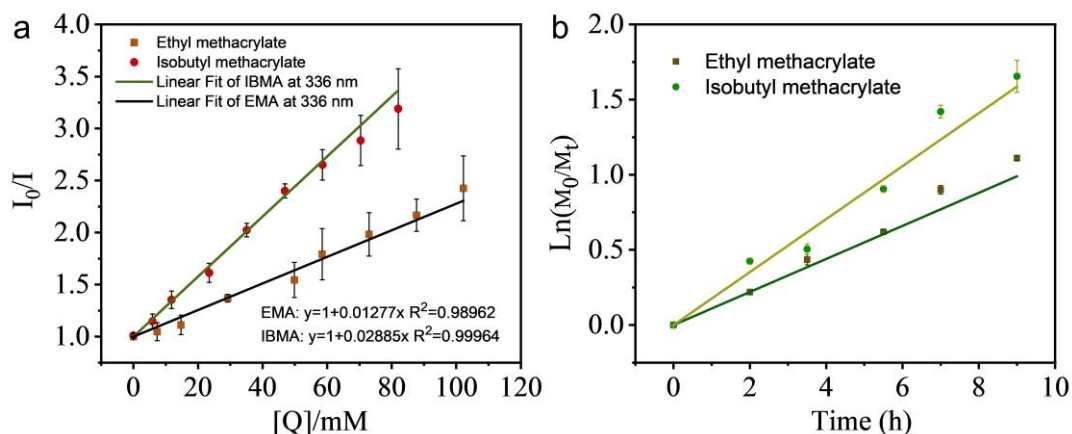 a
4.0
3.5
3.0
2.5
2.0
1.5
1.0
I₀/I
Ethyl methacrylate
Isobutyl methacrylate
Linear Fit of IBMA at 336 nm
Linear Fit of EMA at 336 nm
EMA: y=1+0.01277x R²=0.98962
IBMA: y=1+0.02885x R²=0.99964
0 20 40 60 80 100 120
[Q]/mM
b
2.0
1.5
1.0
0.5
0.0
Ln(M₀/Mₜ)
Ethyl methacrylate
Isobutyl methacrylate
0 2 4 6 8 10
Time (h)